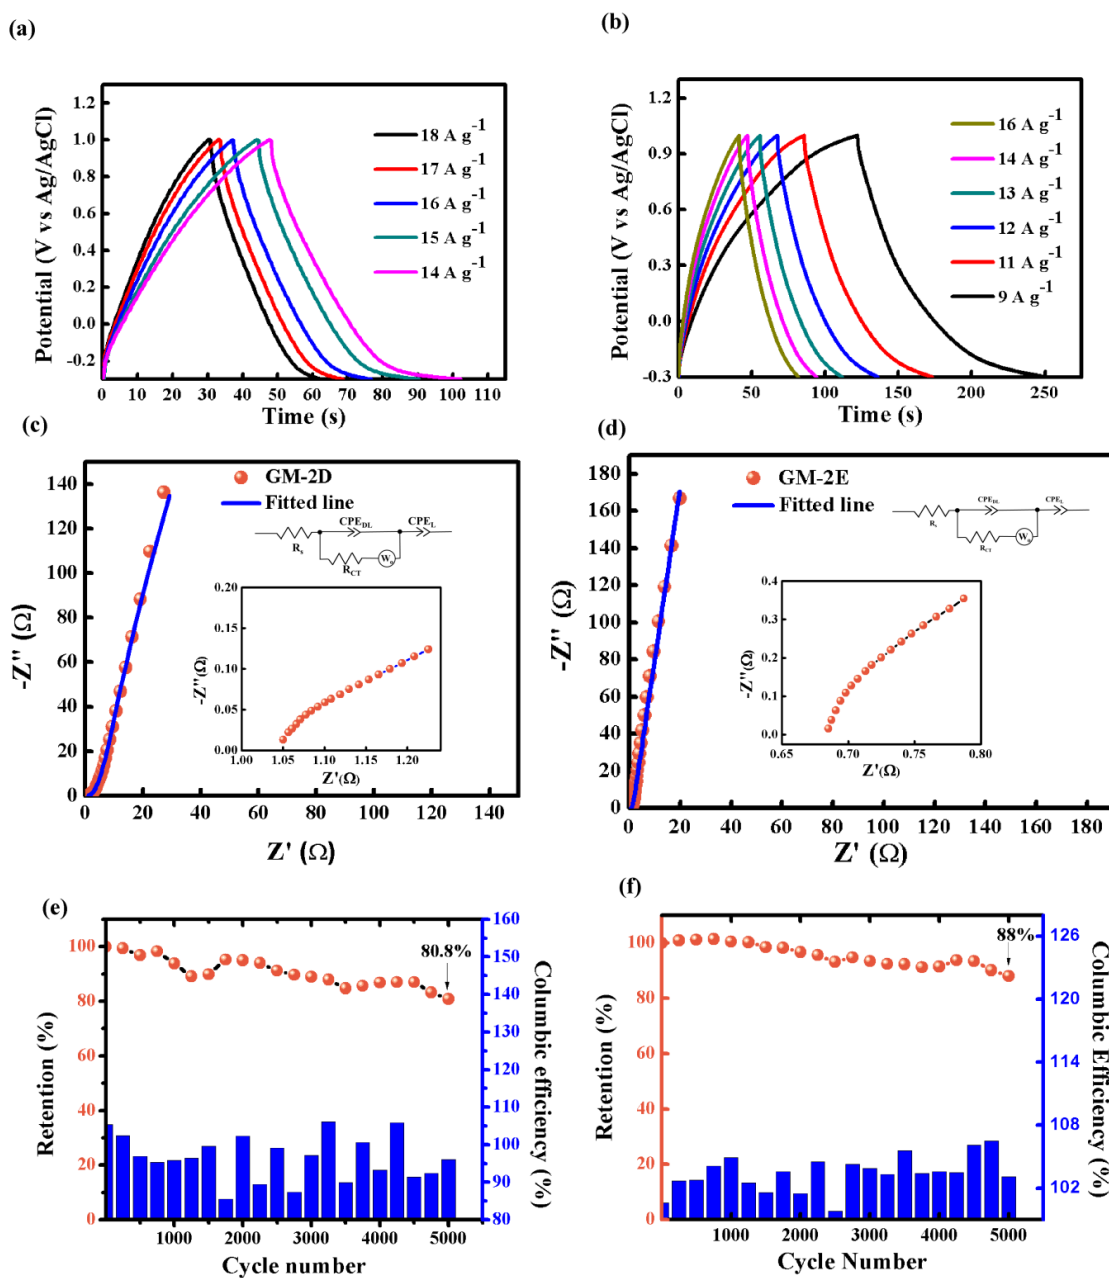 (a)
1.2
1.0
0.8
0.6
0.4
0.2
0.0
-0.2
Potential (V vs Ag/AgCl)
18 A g⁻¹
17 A g⁻¹
16 A g⁻¹
15 A g⁻¹
14 A g⁻¹
0 10 20 30 40 50 60 70 80 90 100 110
Time (s)
(b)
1.2
0.9
0.6
0.3
0.0
-0.3
Potential (V vs Ag/AgCl)
16 A g⁻¹
14 A g⁻¹
13 A g⁻¹
12 A g⁻¹
11 A g⁻¹
9 A g⁻¹
0 50 100 150 200 250
Time (s)
(c)
140
120
100
80
60
40
20
0
-Z'' (Ω)
GM-2D
Fitted line
CPE_DL CPE_L
R_s
R_CT W_s
0.20
0.15
0.10
0.05
0.00
-Z''(Ω)
1.00 1.05 1.10 1.15 1.20
Z'(Ω)
0 20 40 60 80 100 120 140
Z' (Ω)
(d)
180
160
140
120
100
80
60
40
20
0
-Z'' (Ω)
GM-2E
Fitted line
CPE_DL CPE_L
R_s
R_CT W_s
0.4
0.3
0.2
0.1
0.0
-Z''(Ω)
0.65 0.70 0.75 0.80
Z'(Ω)
0 20 40 60 80 100 120 140 160 180
Z' (Ω)
(e)
100
80
60
40
20
0
Retention (%)
80.8%
160
150
140
130
120
110
100
90
80
Columbic efficiency (%)
1000 2000 3000 4000 5000
Cycle number
(f)
100
80
60
40
20
0
Retention (%)
88%
126
120
114
108
102
Columbic Efficiency (%)
1000 2000 3000 4000 5000
Cycle Number